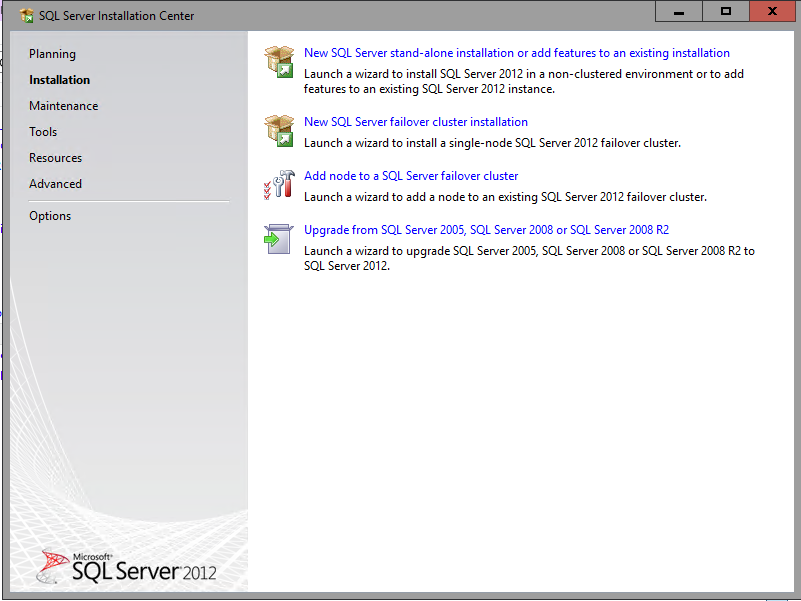 SQL Server Installation Center
Planning
Installation
Maintenance
Tools
Resources
Advanced
Options
New SQL Server stand-alone installation or add features to an existing installation
Launch a wizard to install SQL Server 2012 in a non-clustered environment or to add
features to an existing SQL Server 2012 instance.
New SQL Server failover cluster installation
Launch a wizard to install a single-node SQL Server 2012 failover cluster.
Add node to a SQL Server failover cluster
Launch a wizard to add a node to an existing SQL Server 2012 failover cluster.
Upgrade from SQL Server 2005, SQL Server 2008 or SQL Server 2008 R2
Launch a wizard to upgrade SQL Server 2005, SQL Server 2008 or SQL Server 2008 R2 to
SQL Server 2012.
Microsoft®
SQL Server® 2012